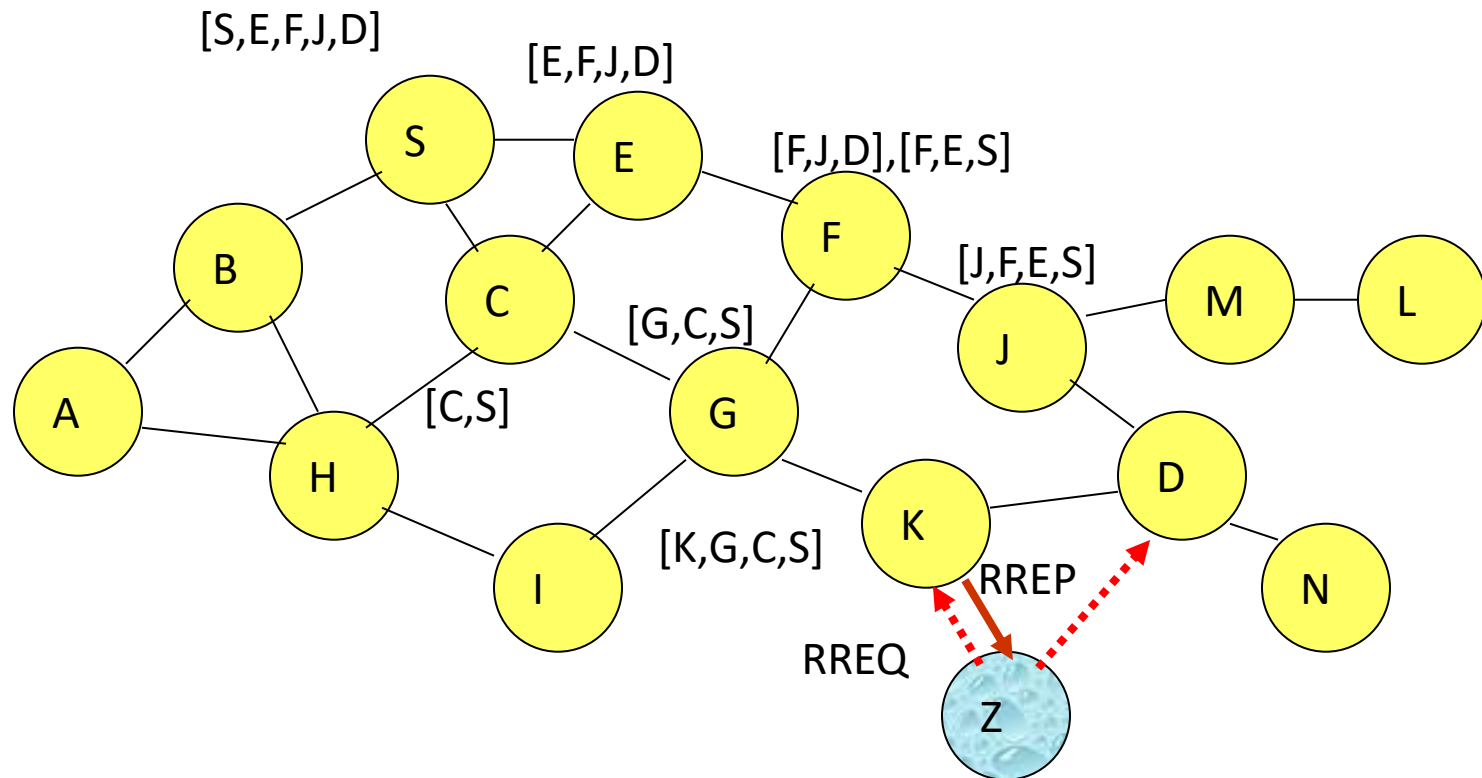 [S,E,F,J,D]
[E,F,J,D]
S
E
[F,J,D],[F,E,S]
F
B
[J,F,E,S]
C
M
L
[G,C,S]
J
A
[C,S]
G
H
D
K
[K,G,C,S]
I
RREP
N
RREQ
Z